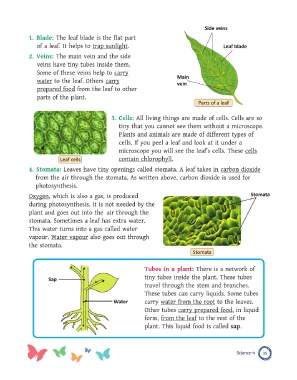 Side veins
1. Blade: The leaf blade is the flat part
of a leaf. It helps to trap sunlight.
Leaf blade
2. Veins: The main vein and the side
veins have tiny tubes inside them.
Some of these veins help to carry
water to the leaf. Others carry
prepared food from the leaf to other
parts of the plant.
Main
vein
Parts of a leaf
3. Cells: All living things are made of cells. Cells are so
tiny that you cannot see them without a microscope.
Plants and animals are made of different types of
cells. If you peel a leaf and look at it under a
microscope you will see the leaf's cells. These cells
contain chlorophyll.
Leaf cells
4. Stomata: Leaves have tiny openings called stomata. A leaf takes in carbon dioxide
from the air through the stomata. As written above, carbon dioxide is used for
photosynthesis.
Oxygen, which is also a gas, is produced
during photosynthesis. It is not needed by the
plant and goes out into the air through the
stomata. Sometimes a leaf has extra water.
This water turns into a gas called water
vapour. Water vapour also goes out through
the stomata.
Stomata
Stomata
Tubes in a plant: There is a network of
tiny tubes inside the plant. These tubes
travel through the stem and branches.
These tubes can carry liquids. Some tubes
carry water from the root to the leaves.
Other tubes carry prepared food, in liquid
form, from the leaf to the rest of the
plant. This liquid food is called sap.
Sap
Water
Science-4